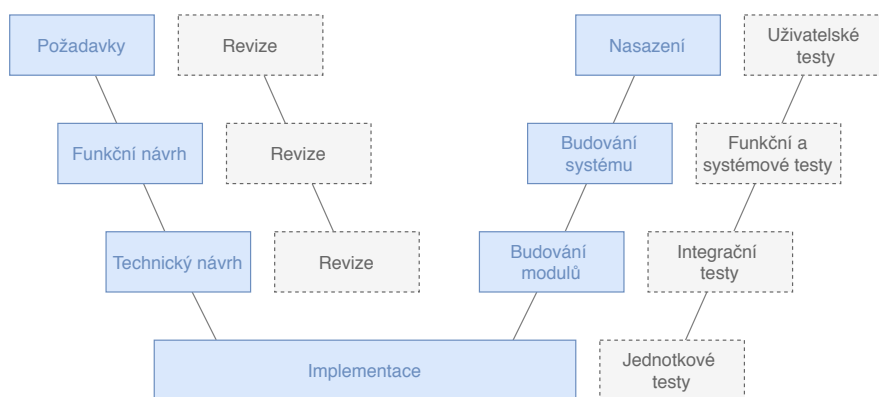 Požadavky
Revize
Nasazení
Uživatelské
testy
Funkční návrh
Revize
Budování
systému
Funkční a
systémové testy
Technický návrh
Revize
Budování
modulů
Integrační
testy
Implementace
Jednotkové
testy